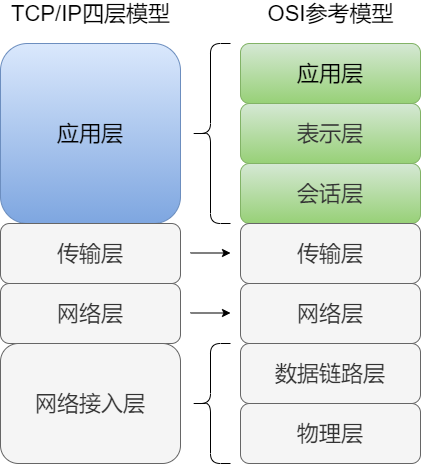 TCP/IP四层模型
OSI参考模型
应用层
应用层
表示层
会话层
传输层
传输层
网络层
网络层
网络接入层
数据链路层
物理层